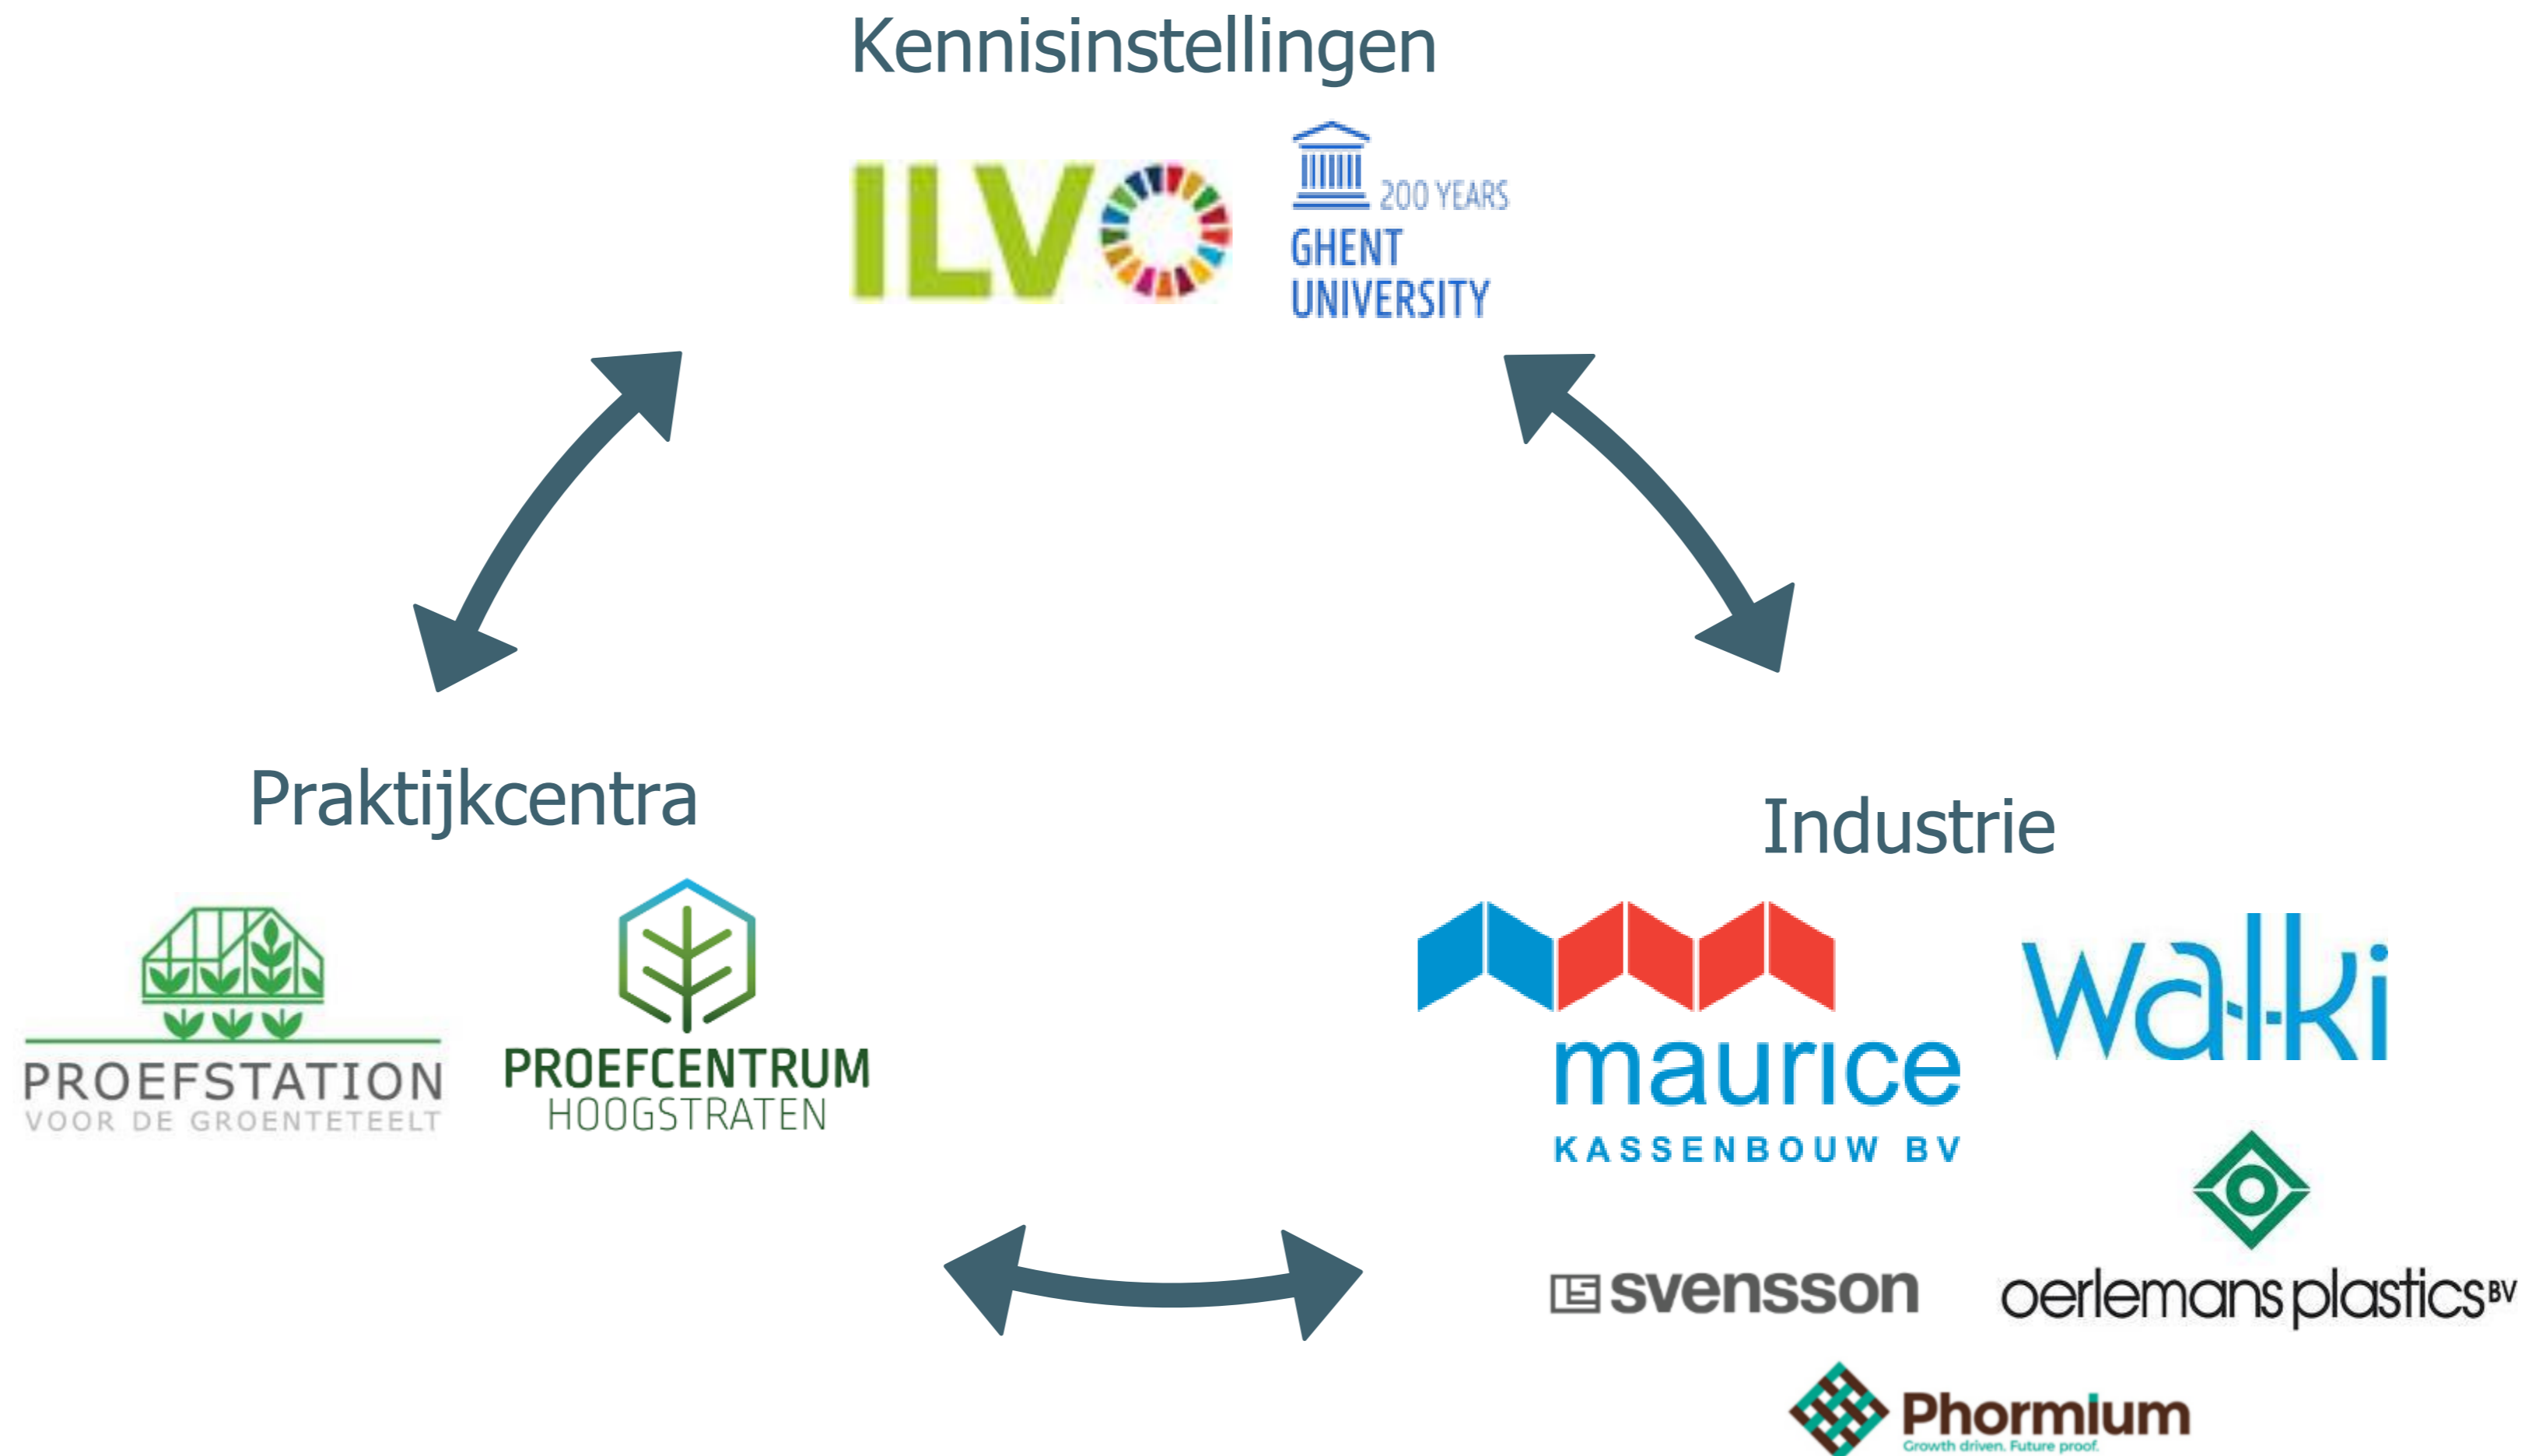 Kennisinstellingen
ILVO
200 YEARS
GHENT
UNIVERSITY
Praktijkcentra
PROEFSTATION
VOOR DE GROENTETEELT
PROEFCENTRUM
HOOGSTRATEN
Industrie
maurice
KASSENBOUW BV
walki
svensson
oerlemans plastics BV
Phormium
Growth driven. Future proof.